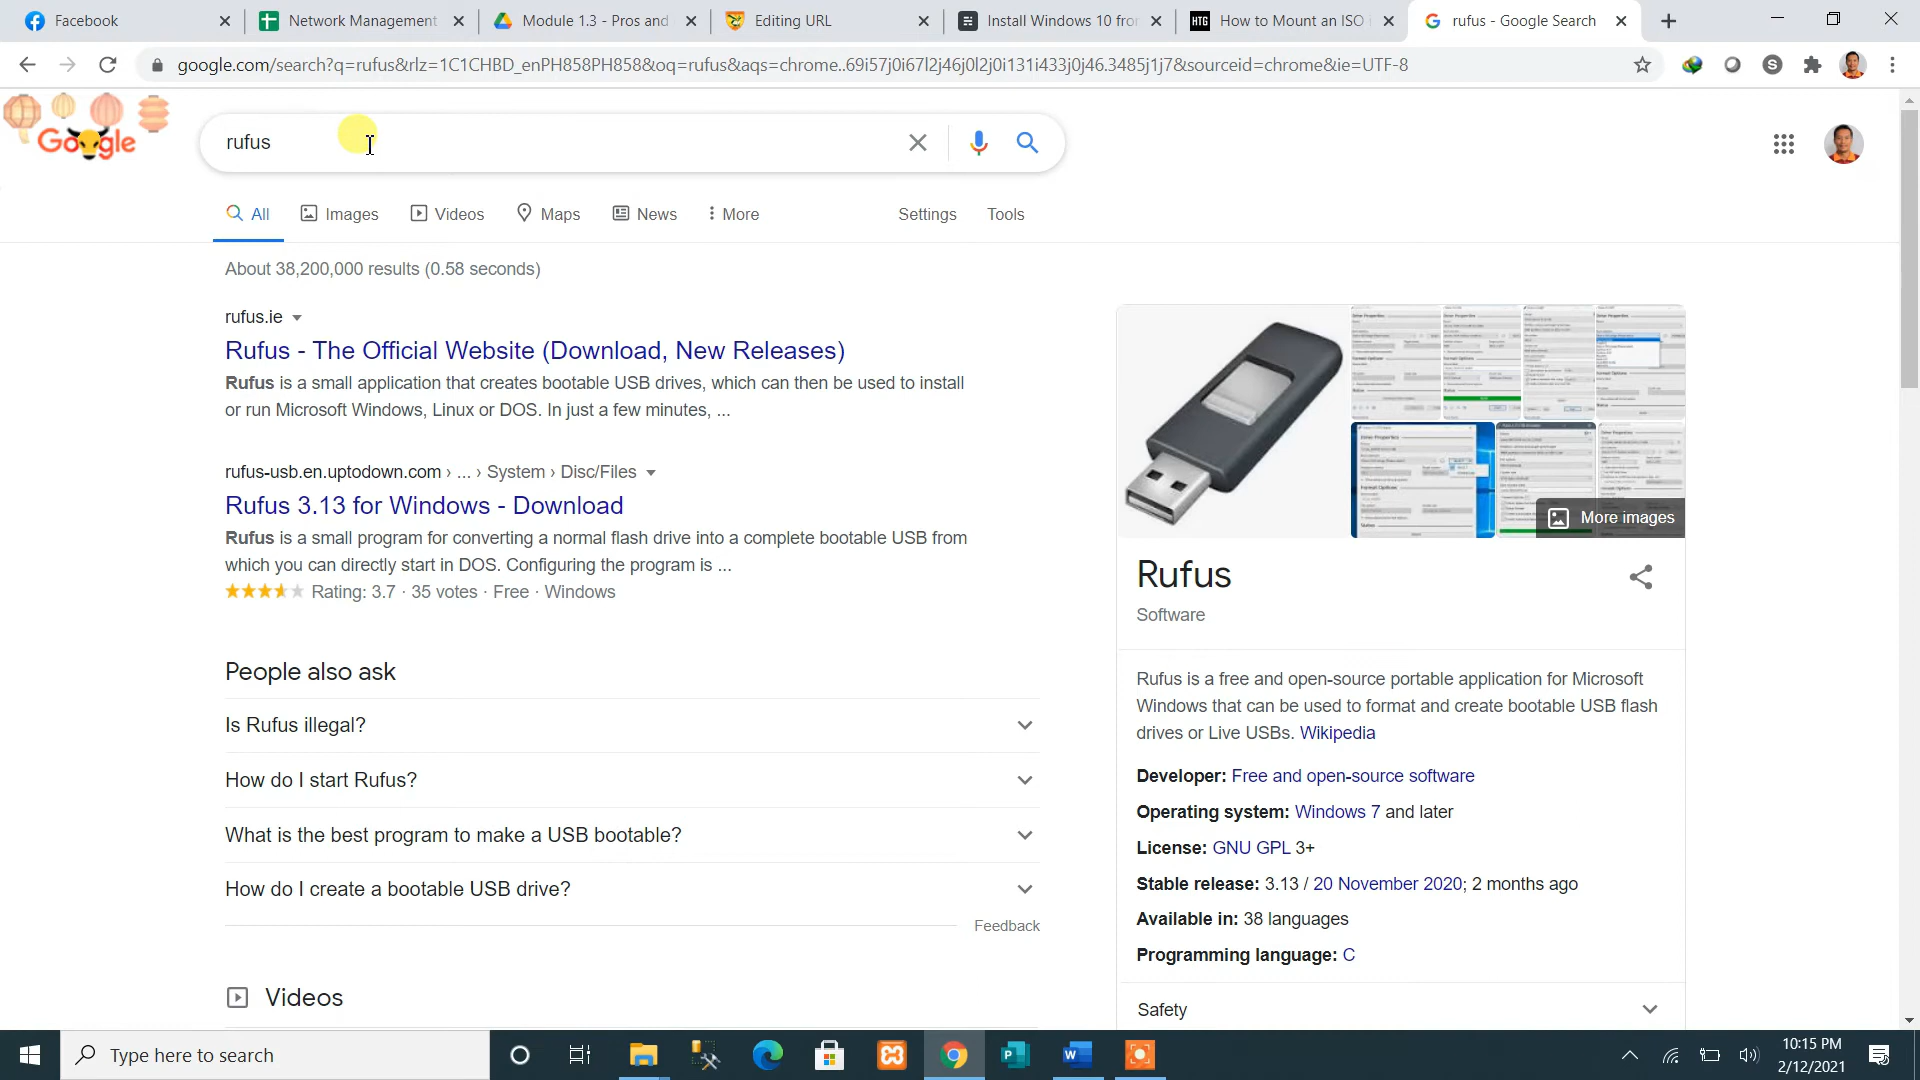 Facebook
Network Management
Module 1.3 - Pros and
Editing URL
Install Windows 10 fro
HTG How to Mount an ISO
rufus - Google Search
google.com/search?q=rufus&rlz=1C1CHBD_enPH858PH858&oq=rufus&aqs=chrome..69i57j0i67l2j46j0l2j0i131i433j0j46.3485j1j7&sourceid=chrome&ie=UTF-8
Google
rufus
All
Images
Videos
Maps
News
More
Settings
Tools
About 38,200,000 results (0.58 seconds)
rufus.ie
Rufus - The Official Website (Download, New Releases)
Rufus is a small application that creates bootable USB drives, which can then be used to install
or run Microsoft Windows, Linux or DOS. In just a few minutes, ...
rufus-usb.en.uptodown.com › ... › System › Disc/Files
Rufus 3.13 for Windows - Download
Rufus is a small program for converting a normal flash drive into a complete bootable USB from
which you can directly start in DOS. Configuring the program is ...
Rating: 3.7 · 35 votes · Free · Windows
People also ask
Is Rufus illegal?
How do I start Rufus?
What is the best program to make a USB bootable?
How do I create a bootable USB drive?
Feedback
Videos
More images
Rufus
Software
Rufus is a free and open-source portable application for Microsoft
Windows that can be used to format and create bootable USB flash
drives or Live USBs. Wikipedia
Developer: Free and open-source software
Operating system: Windows 7 and later
License: GNU GPL 3+
Stable release: 3.13 / 20 November 2020; 2 months ago
Available in: 38 languages
Programming language: C
Safety
Type here to search
10:15 PM
2/12/2021